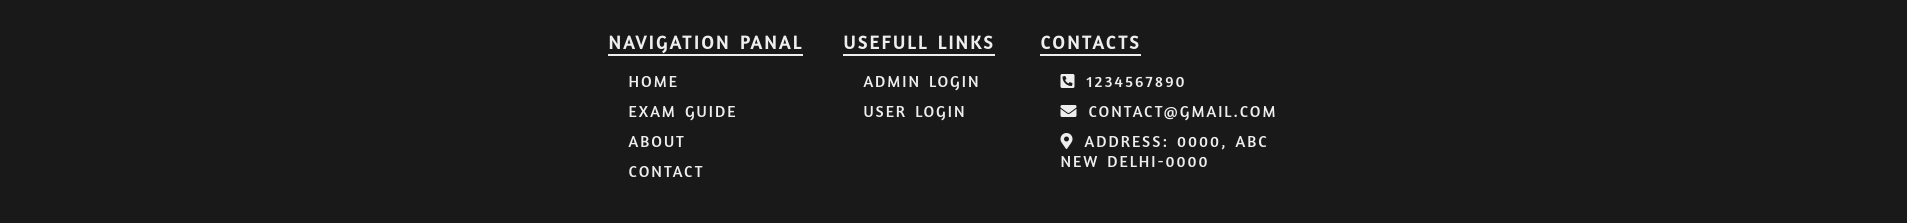 NAVIGATION PANAL
HOME
EXAM GUIDE
ABOUT
CONTACT
USEFULL LINKS
ADMIN LOGIN
USER LOGIN
CONTACTS
1234567890
CONTACT@GMAIL.COM
ADDRESS: 0000, ABC
NEW DELHI-0000